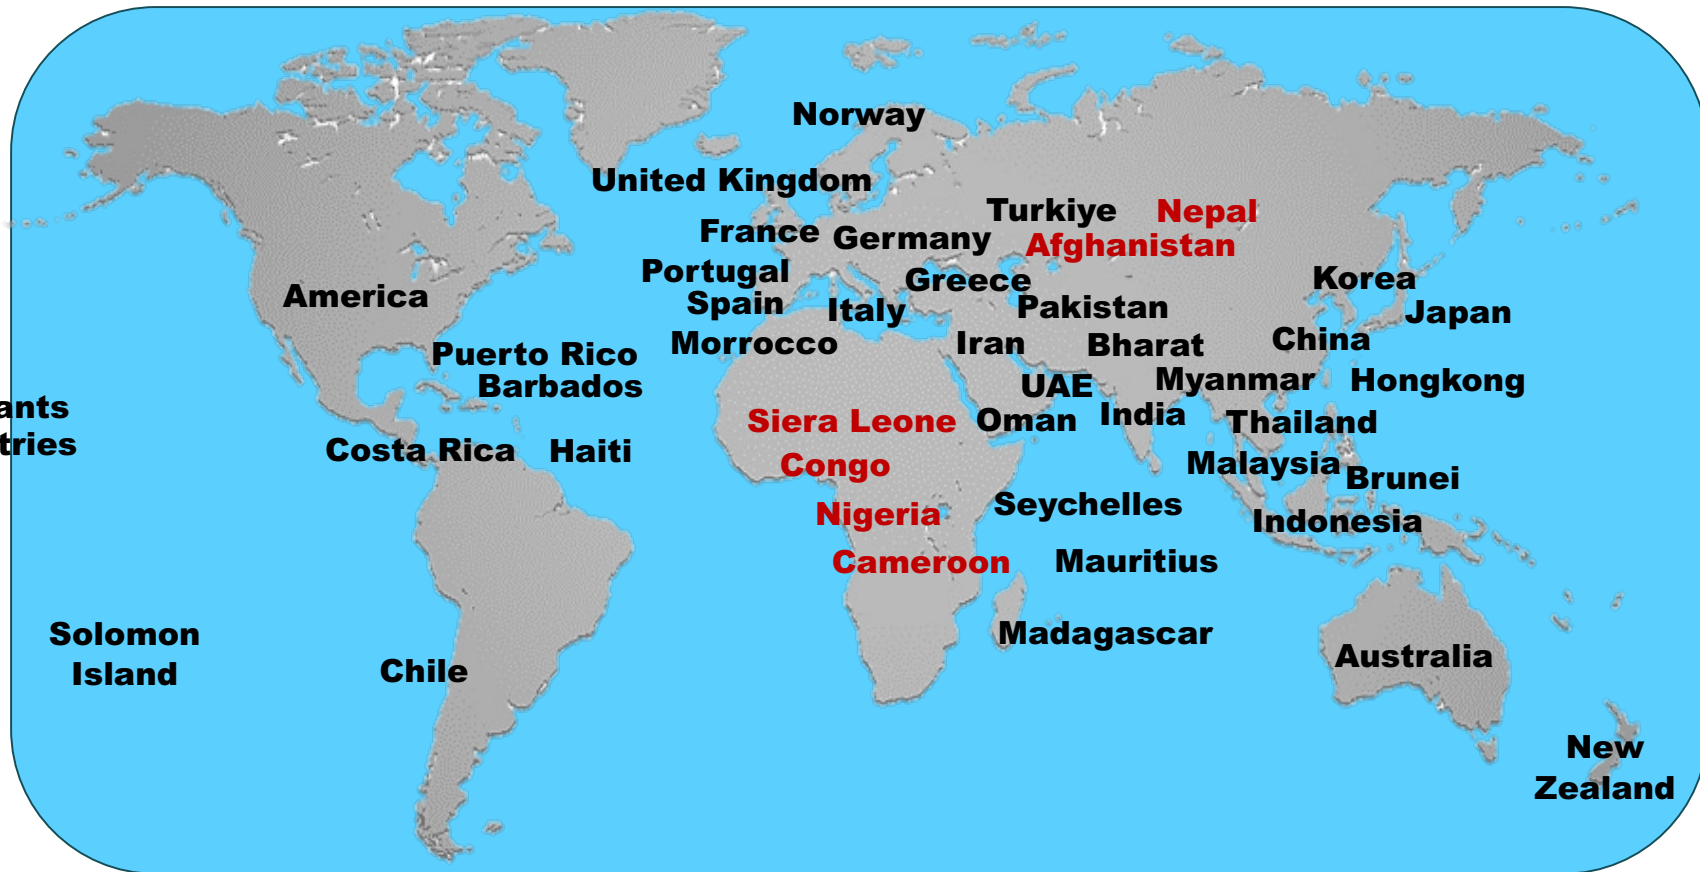 Norway
United Kingdom
Turkiye Nepal
France Germany Afghanistan
Portugal Greece Korea
America Spain Italy Pakistan Japan
Morrocco Iran Bharat China
Puerto Rico
Barbados UAE Myanmar Hongkong
ants
Siera Leone Oman India Thailand
tries
Costa Rica Haiti Congo Malaysia Brunei
Nigeria Seychelles Indonesia
Cameroon Mauritius
Solomon
Island
Madagascar
Chile Australia
New
Zealand